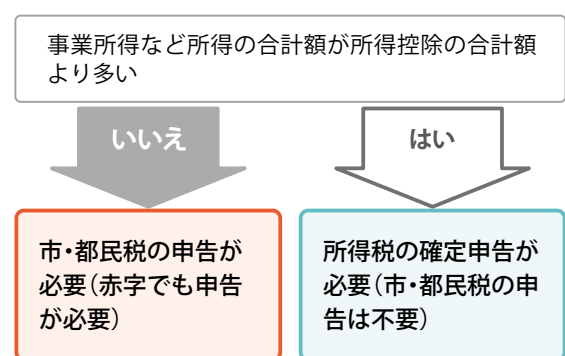 事業所得など所得の合計額が所得控除の合計額
より多い
いいえ
はい
市・都民税の申告が
必要(赤字でも申告
が必要)
所得税の確定申告が
必要(市・都民税の申
告は不要)